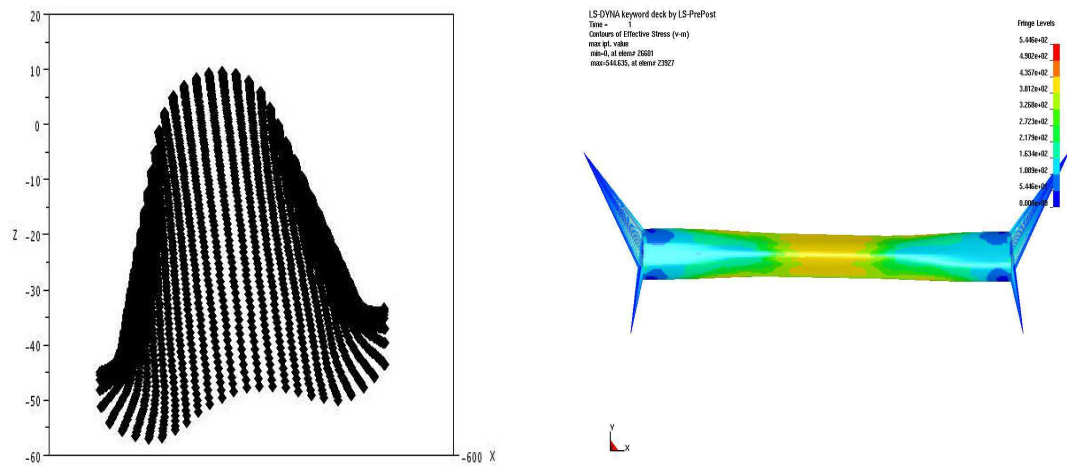 20
10
0
-10
Z -20
-30
-40
-50
-60
-600 X
LS-DYNA keyword deck by LS-PrePost
Time = 1
Contours of Effective Stress (v-m)
max ipt. value
min=0, at elem# 26601
max=544.635, at elem# 23927
Fringe Levels
5.446e+02
4.902e+02
4.357e+02
3.812e+02
3.268e+02
2.723e+02
2.179e+02
1.634e+02
1.089e+02
Y
X